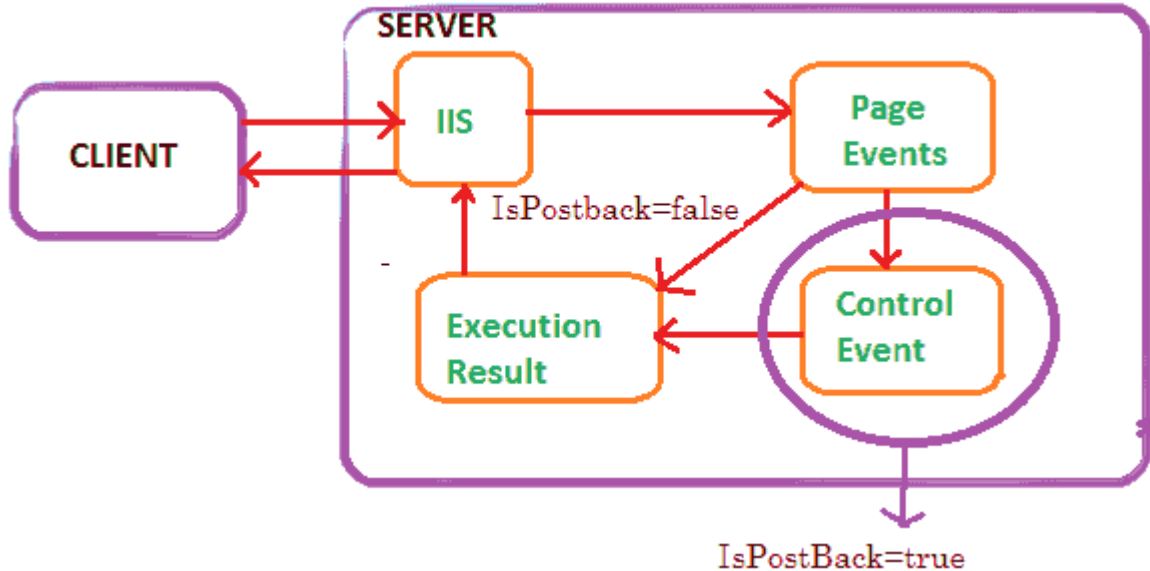 SERVER
CLIENT
IIS
Page
Events
IsPostback=false
Execution
Result
Control
Event
IsPostBack=true